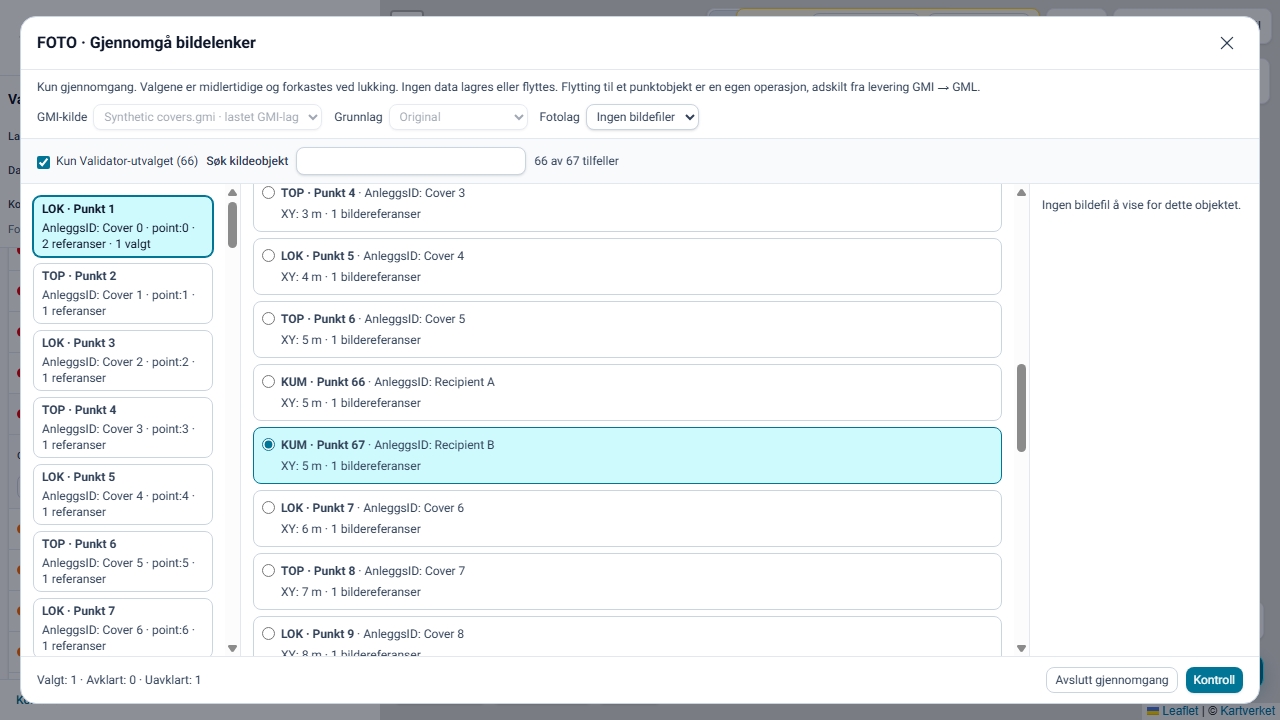 FOTO · Gjennomgå bildelenker
Kun gjennomgang. Valgene er midlertidige og forkastes ved lukking. Ingen data lagres eller flyttes. Flytting til et punktobjekt er en egen operasjon, adskilt fra levering GMI → GML.
GMI-kilde Synthetic covers.gmi · lastet GMI-lag Grunnlag Original Fotolag Ingen bildefiler
Kun Validator-utvalget (66) Søk kildeobjekt 66 av 67 tilfeller
LOK · Punkt 1
AnleggsID: Cover 0 · point:0 ·
2 referanser · 1 valgt
TOP · Punkt 2
AnleggsID: Cover 1 · point:1 ·
1 referanser
LOK · Punkt 3
AnleggsID: Cover 2 · point:2 ·
1 referanser
TOP · Punkt 4
AnleggsID: Cover 3 · point:3 ·
1 referanser
LOK · Punkt 5
AnleggsID: Cover 4 · point:4 ·
1 referanser
TOP · Punkt 6
AnleggsID: Cover 5 · point:5 ·
1 referanser
LOK · Punkt 7
AnleggsID: Cover 6 · point:6 ·
1 referanser
TOP · Punkt 4 · AnleggsID: Cover 3
XY: 3 m · 1 bildereferanser
LOK · Punkt 5 · AnleggsID: Cover 4
XY: 4 m · 1 bildereferanser
TOP · Punkt 6 · AnleggsID: Cover 5
XY: 5 m · 1 bildereferanser
KUM · Punkt 66 · AnleggsID: Recipient A
XY: 5 m · 1 bildereferanser
KUM · Punkt 67 · AnleggsID: Recipient B
XY: 5 m · 1 bildereferanser
LOK · Punkt 7 · AnleggsID: Cover 6
XY: 6 m · 1 bildereferanser
TOP · Punkt 8 · AnleggsID: Cover 7
XY: 7 m · 1 bildereferanser
LOK · Punkt 9 · AnleggsID: Cover 8
XY: 8 m · 1 bildereferanser
Ingen bildefil å vise for dette objektet.
Valgt: 1 · Avklart: 0 · Uavklart: 1
Avslutt gjennomgang Kontroll
Leaflet | © Kartverket